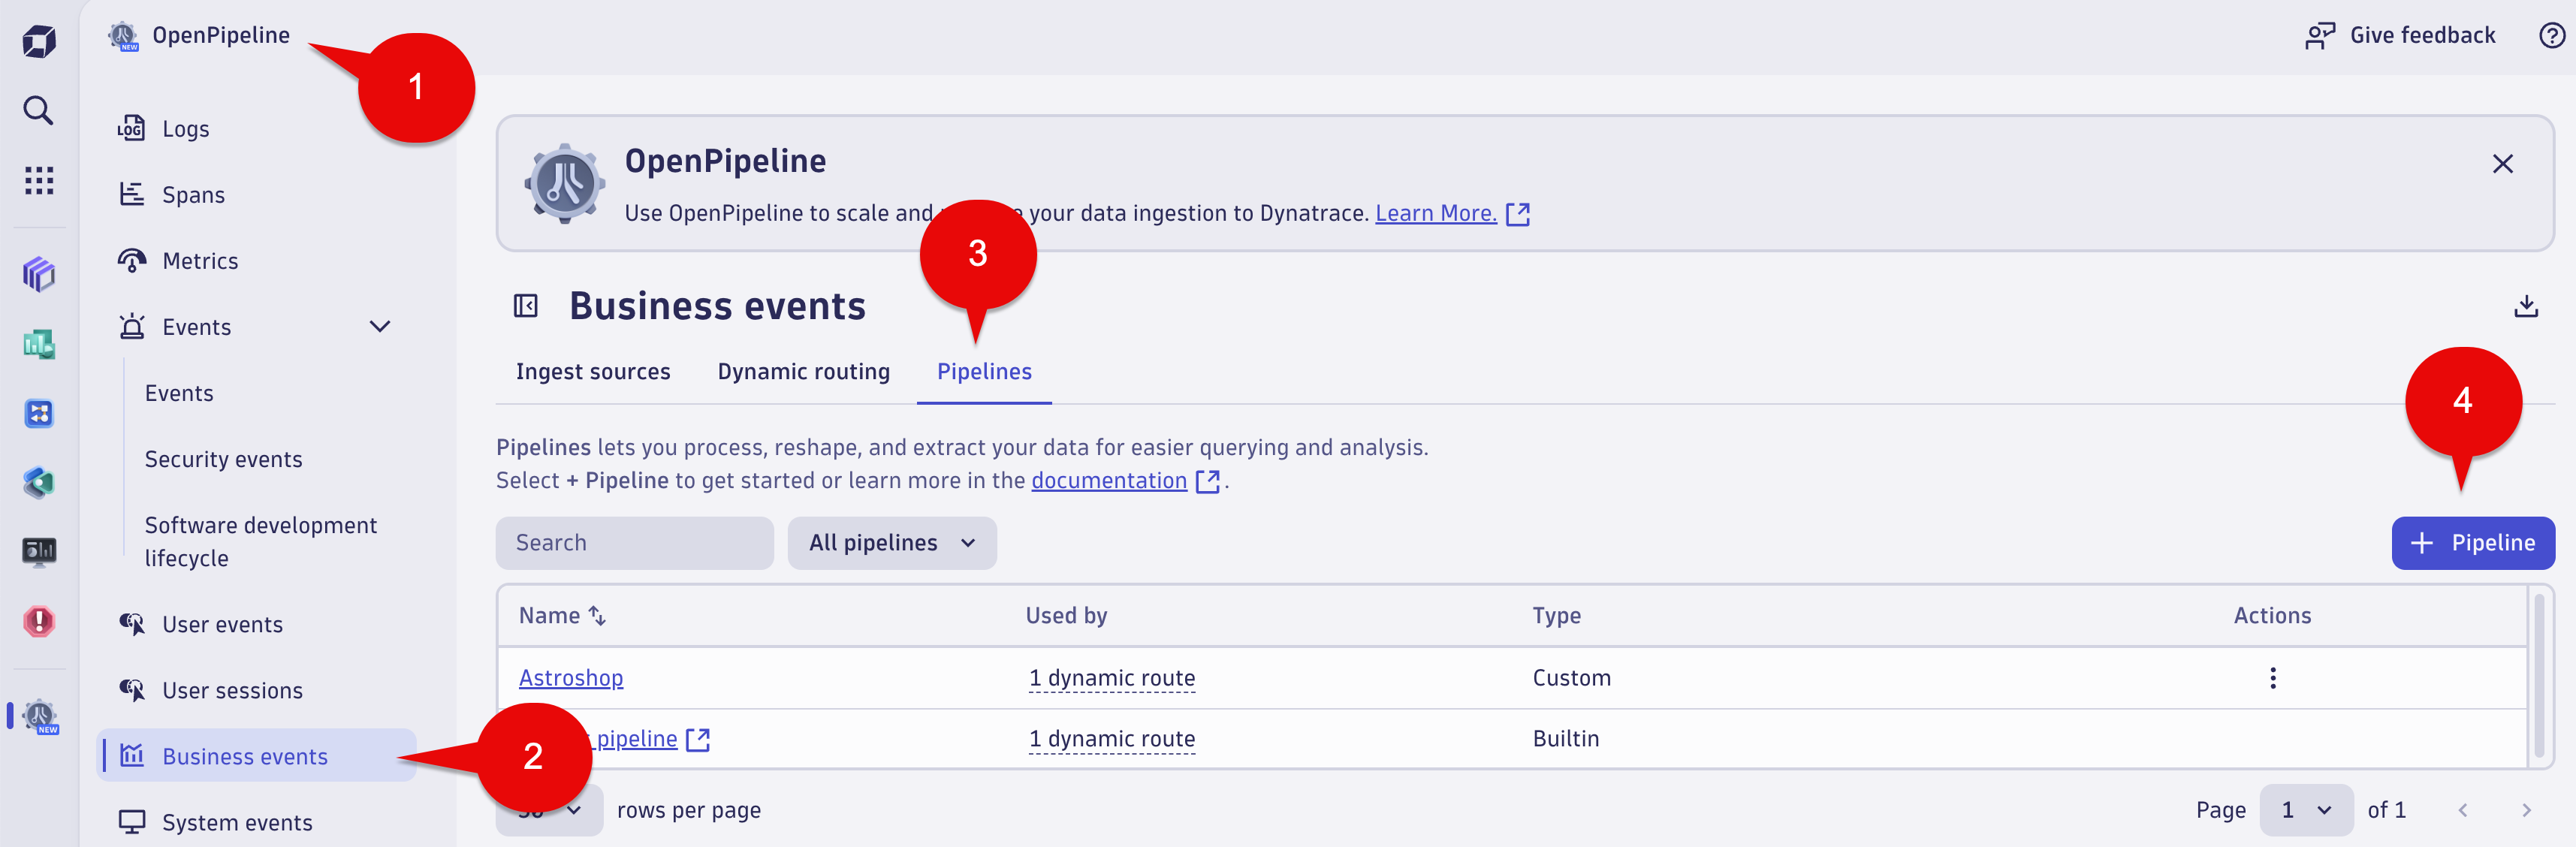 OpenPipeline
NEW
Give feedback
1
LOG
Logs
Spans
Metrics
Events
Events
Security events
Software development
lifecycle
User events
User sessions
Business events
System events
NEW
2
OpenPipeline
Use OpenPipeline to scale and your data ingestion to Dynatrace. Learn More.
3
Business events
Ingest sources
Dynamic routing
Pipelines
4
Pipelines lets you process, reshape, and extract your data for easier querying and analysis.
Select + Pipeline to get started or learn more in the documentation.
Search
All pipelines
+ Pipeline
Name Used by Type Actions
Astroshop 1 dynamic route Custom
pipeline 1 dynamic route Builtin
rows per page
Page 1 of 1